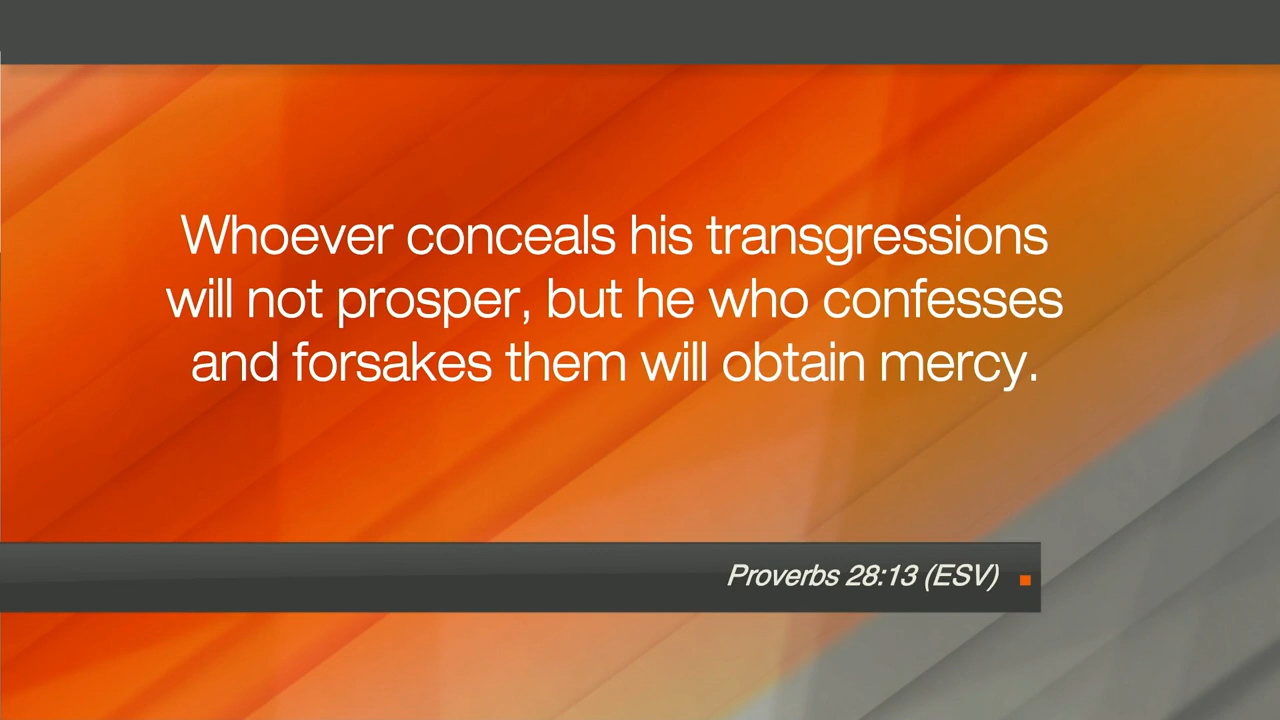 Whoever conceals his transgressions
will not prosper, but he who confesses
and forsakes them will obtain mercy.
Proverbs 28:13 (ESV)